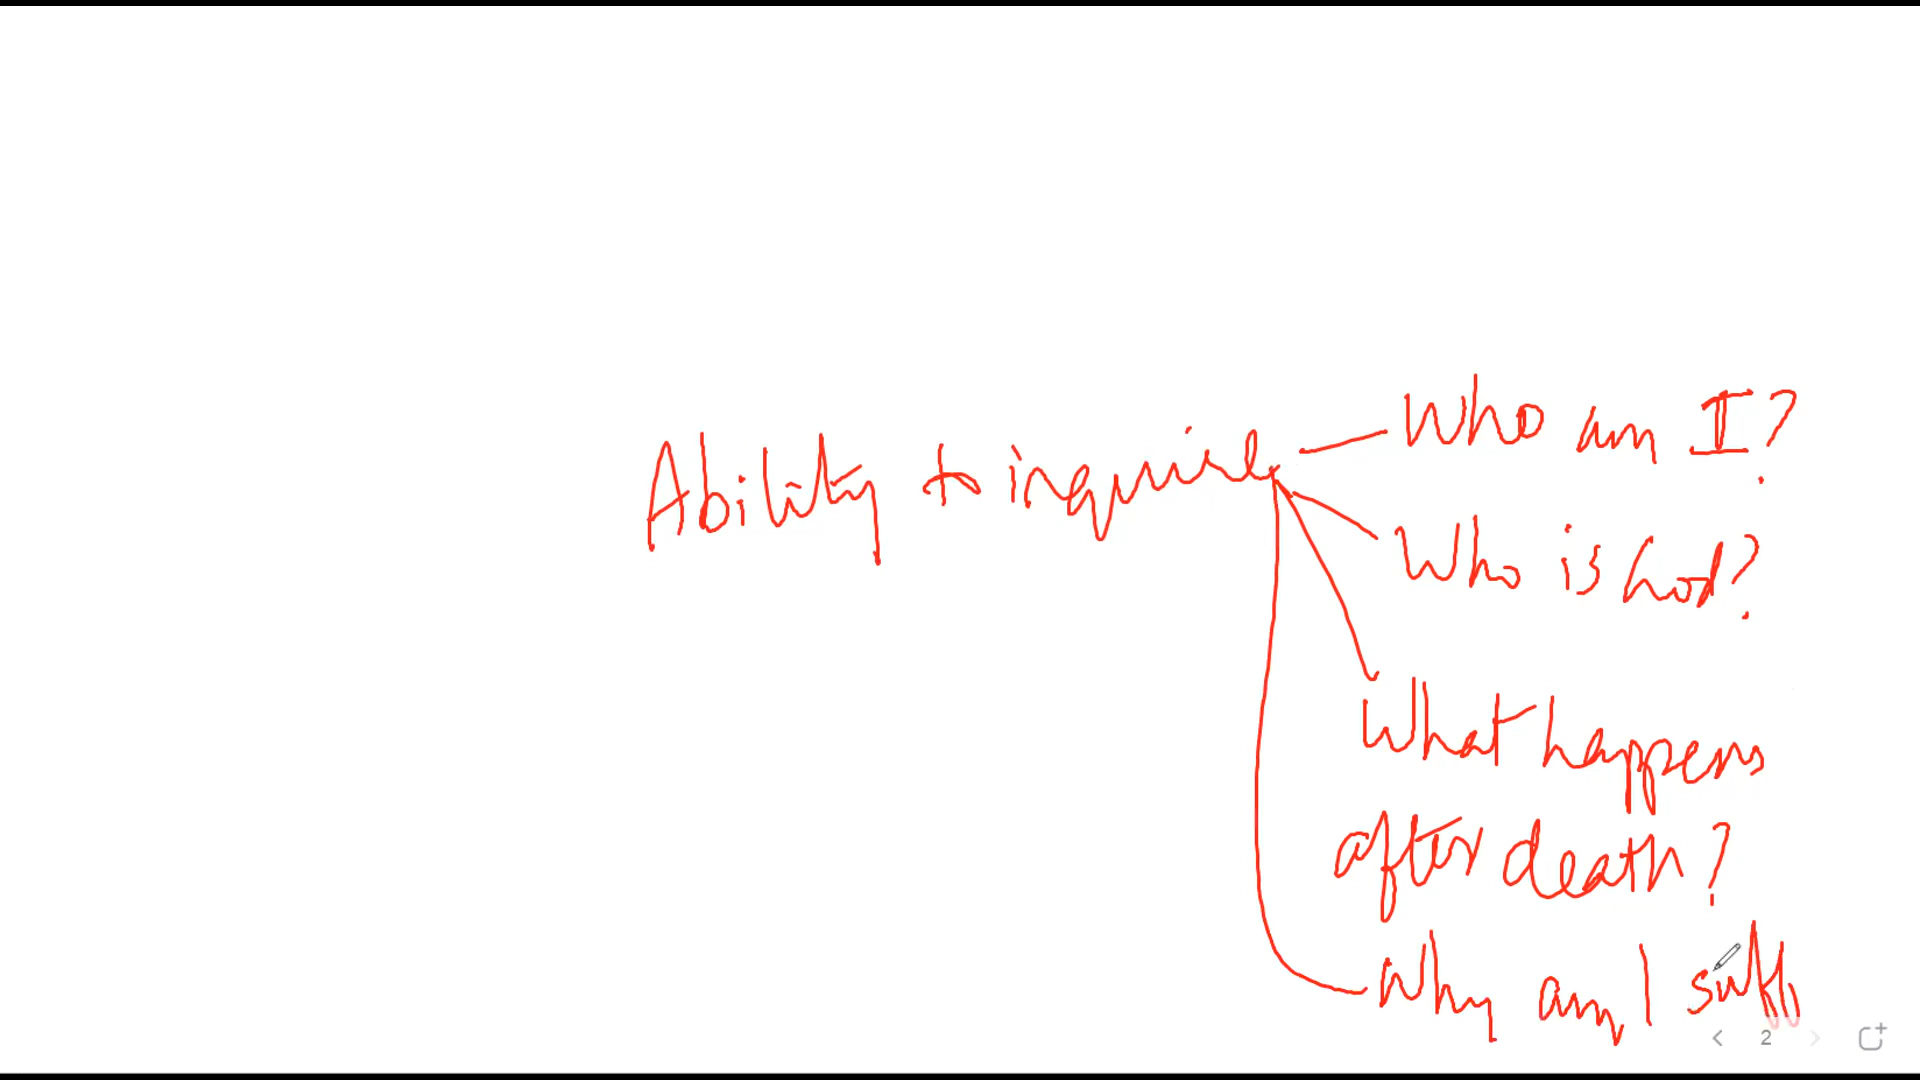 Ability to inquire
Who am I?
Who is God?
What happens
after death?
Why am I
2